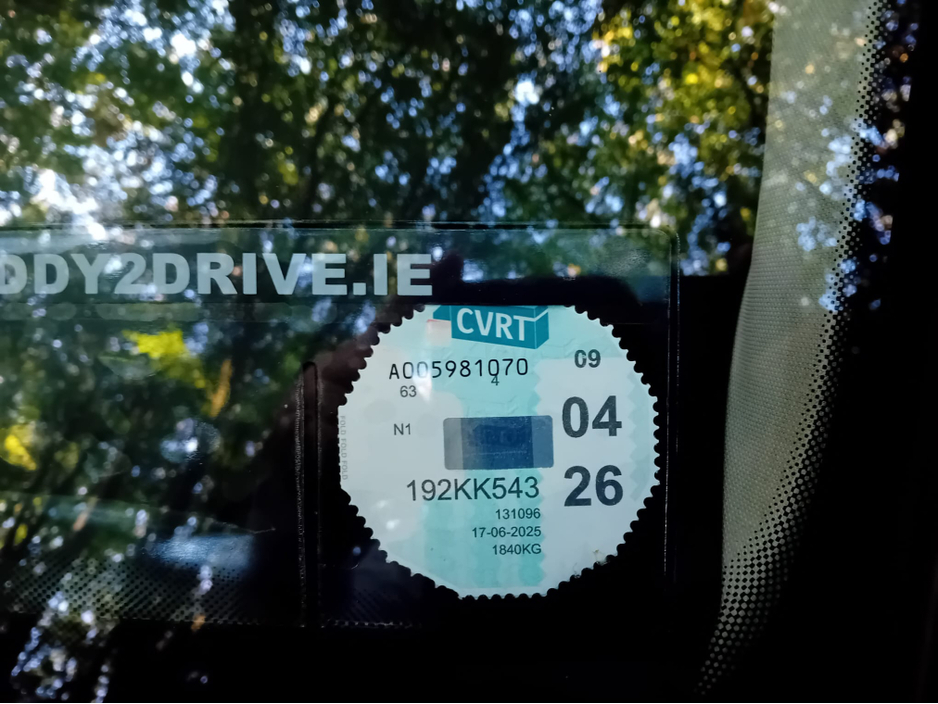 DDY2DRIVE.IE
CVRT
A005981070
09
63
4
04
N1
192KK543
26
131096
17-06-2025
1840KG